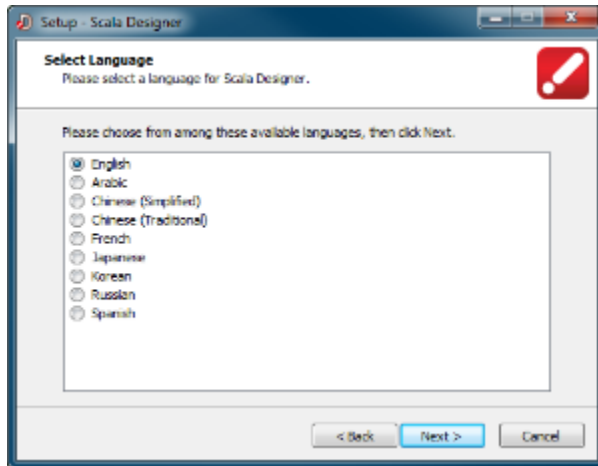 Setup - Scala Designer
Select Language
Please select a language for Scala Designer.
Please choose from among these available languages, then click Next.
English
Arabic
Chinese (Simplified)
Chinese (Traditional)
French
Japanese
Korean
Russian
Spanish
< Back
Next >
Cancel